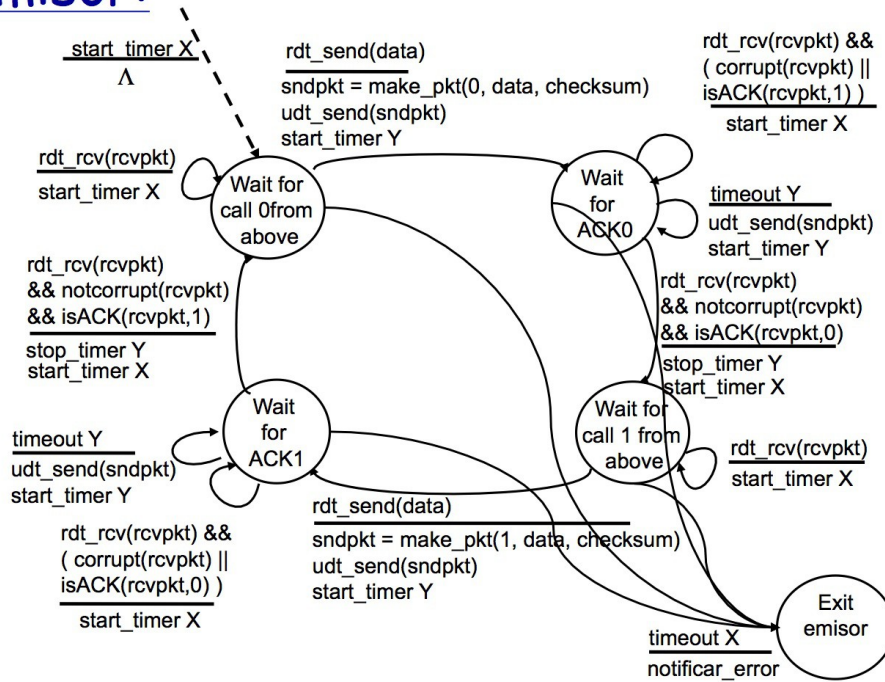 start_timer X
Λ
rdt_send(data)
sndpkt = make_pkt(0, data, checksum)
udt_send(sndpkt)
start_timer Y
rdt_rcv(rcvpkt) &&
( corrupt(rcvpkt) ||
isACK(rcvpkt,1) )
start_timer X
rdt_rcv(rcvpkt)
start_timer X
Wait for
call 0from
above
Wait
for
ACK0
timeout Y
udt_send(sndpkt)
start_timer Y
rdt_rcv(rcvpkt)
&& notcorrupt(rcvpkt)
&& isACK(rcvpkt,1)
stop_timer Y
start_timer X
rdt_rcv(rcvpkt)
&& notcorrupt(rcvpkt)
&& isACK(rcvpkt,0)
stop_timer Y
start_timer X
Wait
for
ACK1
Wait for
call 1 from
above
timeout Y
udt_send(sndpkt)
start_timer Y
rdt_rcv(rcvpkt)
start_timer X
rdt_rcv(rcvpkt) &&
( corrupt(rcvpkt) ||
isACK(rcvpkt,0) )
start_timer X
rdt_send(data)
sndpkt = make_pkt(1, data, checksum)
udt_send(sndpkt)
start_timer Y
Exit
emisor
timeout X
notificar_error